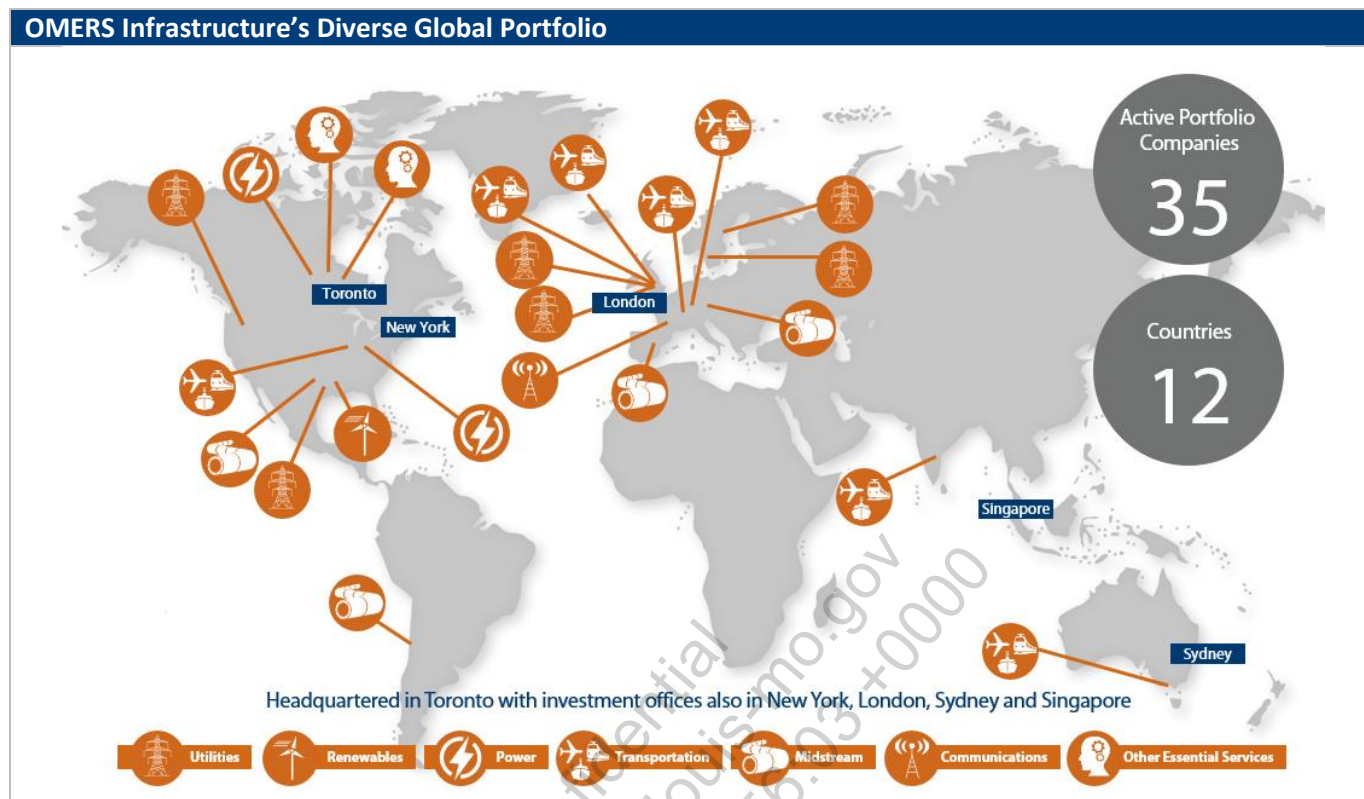 OMERS Infrastructure's Diverse Global Portfolio
Active Portfolio
Companies
35
Countries
12
Toronto
New York
London
Singapore
Sydney
Headquartered in Toronto with investment offices also in New York, London, Sydney and Singapore
Utilities
Renewables
Power
Transportation
Midstream
Communications
Other Essential Services